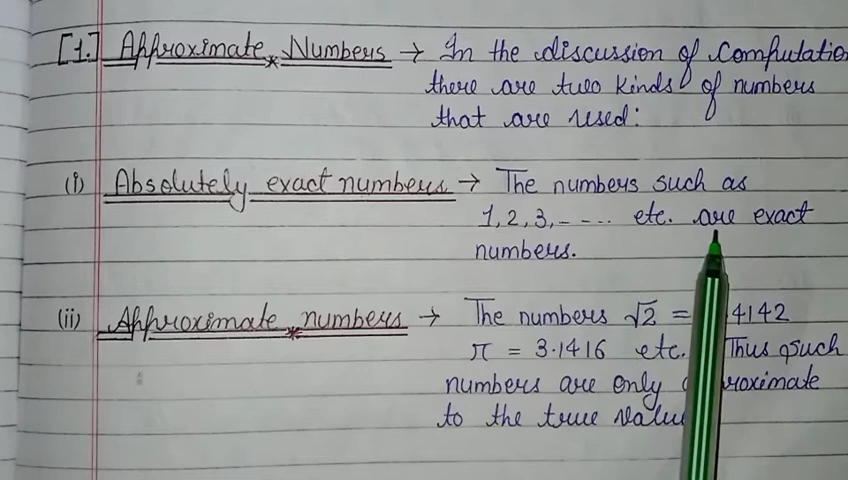 [1.] Approximate Numbers → In the discussion of Computation
there are two kinds of numbers
that are used:
(i) Absolutely exact numbers → The numbers such as
1, 2, 3, - - - - etc. are exact
numbers.
(ii) Approximate numbers → The numbers √2 = 4142
π = 3.1416 etc. Thus such
numbers are only
to the true